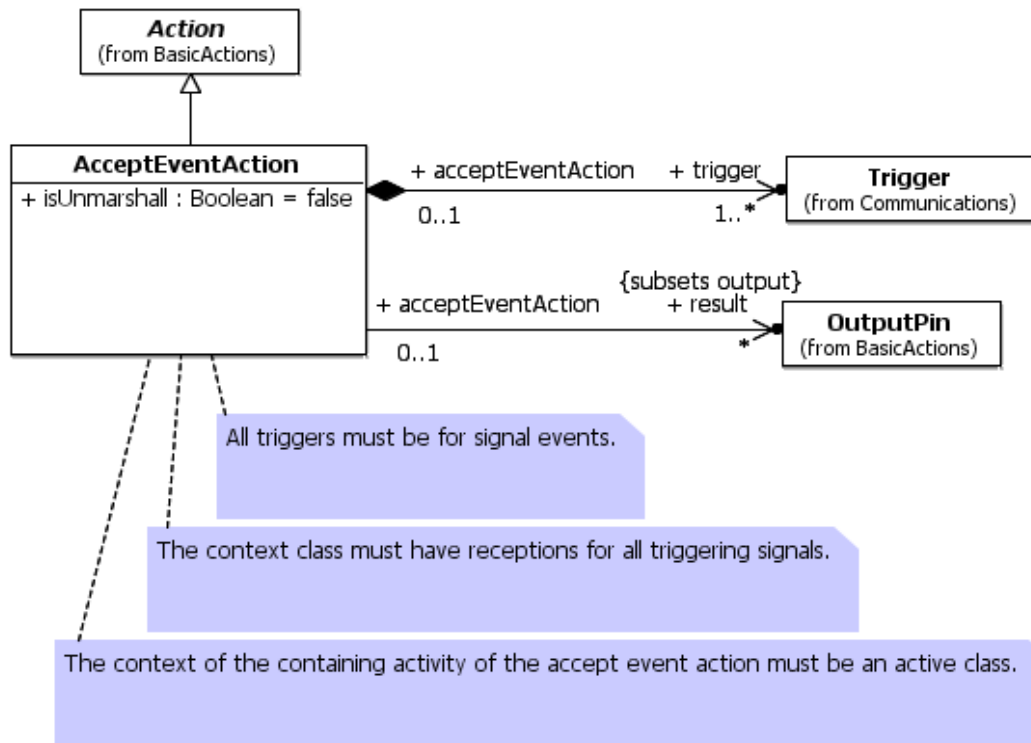 Action
(from BasicActions)
AcceptEventAction
+ isUnmarshall : Boolean = false
+ acceptEventAction
+ trigger
0..1
1..*
Trigger
(from Communications)
{subsets output}
+ acceptEventAction
+ result
0..1
*
OutputPin
(from BasicActions)
All triggers must be for signal events.
The context class must have receptions for all triggering signals.
The context of the containing activity of the accept event action must be an active class.